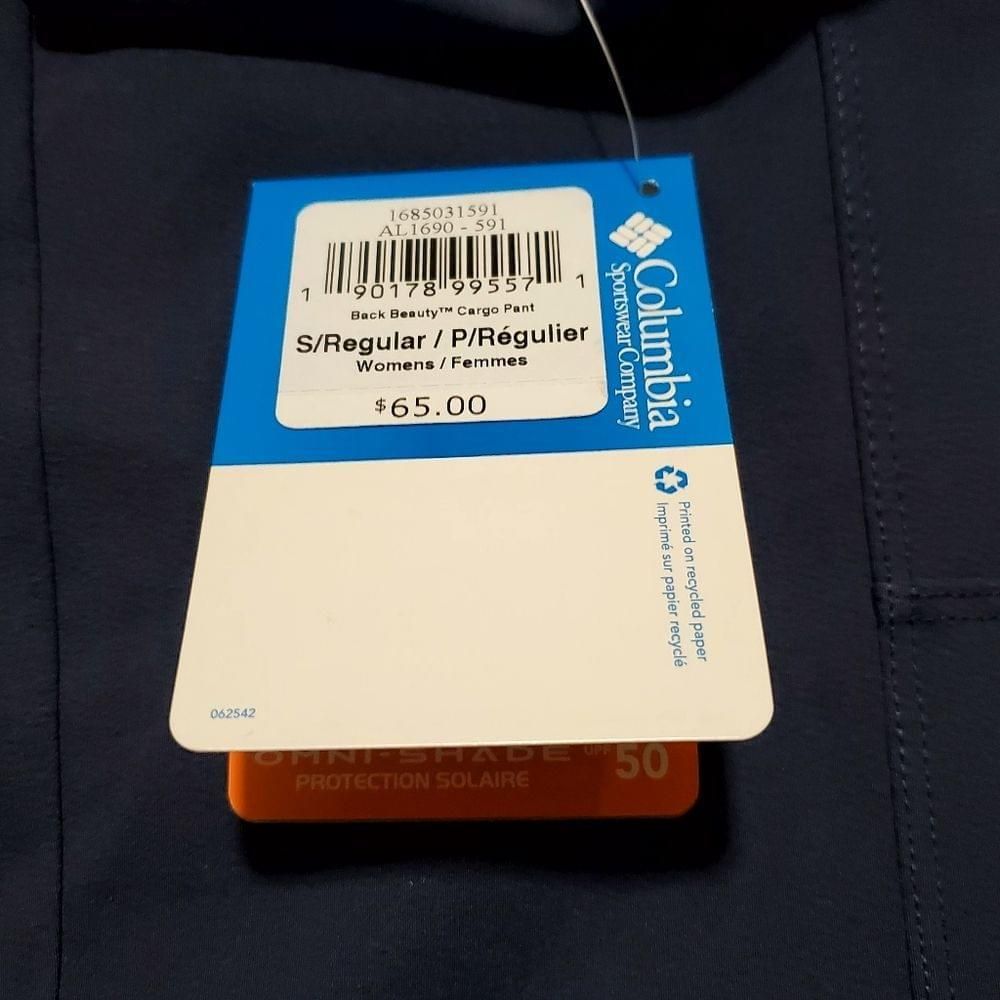 1685031591
AL1690 - 591
1 90178 99557 1
Back Beauty™ Cargo Pant
S/Regular / P/Régulier
Womens / Femmes
$65.00
Columbia
Sportswear Company
Printed on recycled paper
Imprimé sur papier recyclé
062542
OMNI-SHADE UPF 50
PROTECTION SOLAIRE